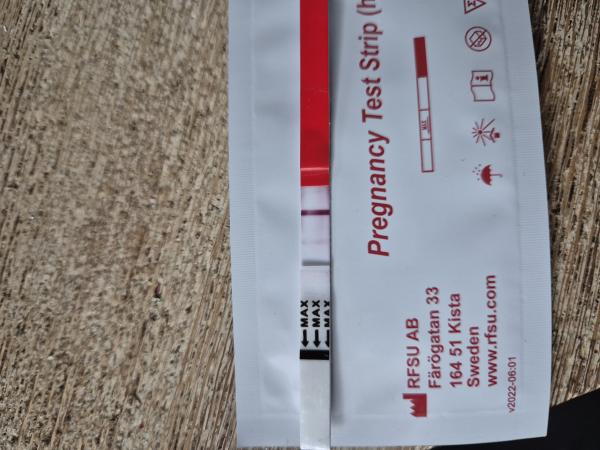 Pregnancy Test Strip (h
MAX
RFSU AB
Färögatan 33
164 51 Kista
Sweden
www.rfsu.com
v2022-06:01
MAX
MAX
MAX